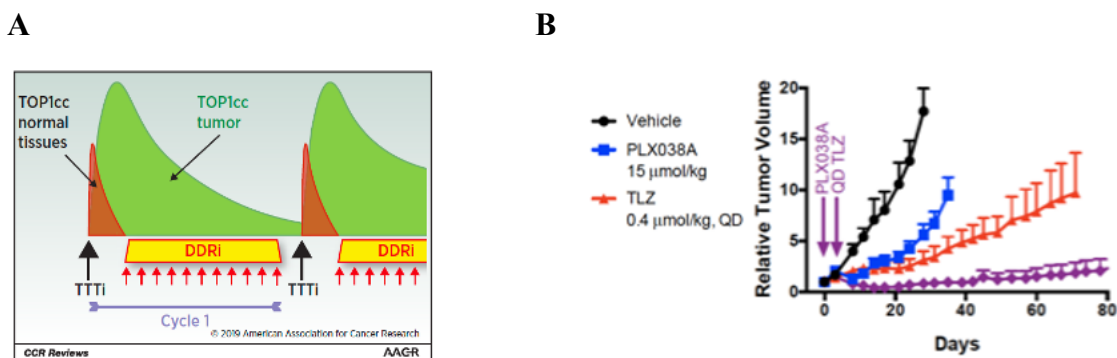 A
TOP1cc
normal
tissues
TOP1cc
tumor
DDRi
DDRi
TTTi
TTTi
Cycle 1
© 2019 American Association for Cancer Research
CCR Reviews
AACR
B
Vehicle
PLX038A
15 μmol/kg
TLZ
0.4 μmol/kg, QD
Relative Tumor Volume
20
15
10
5
0
PLX038A
QD TLZ
0
20
40
60
80
Days